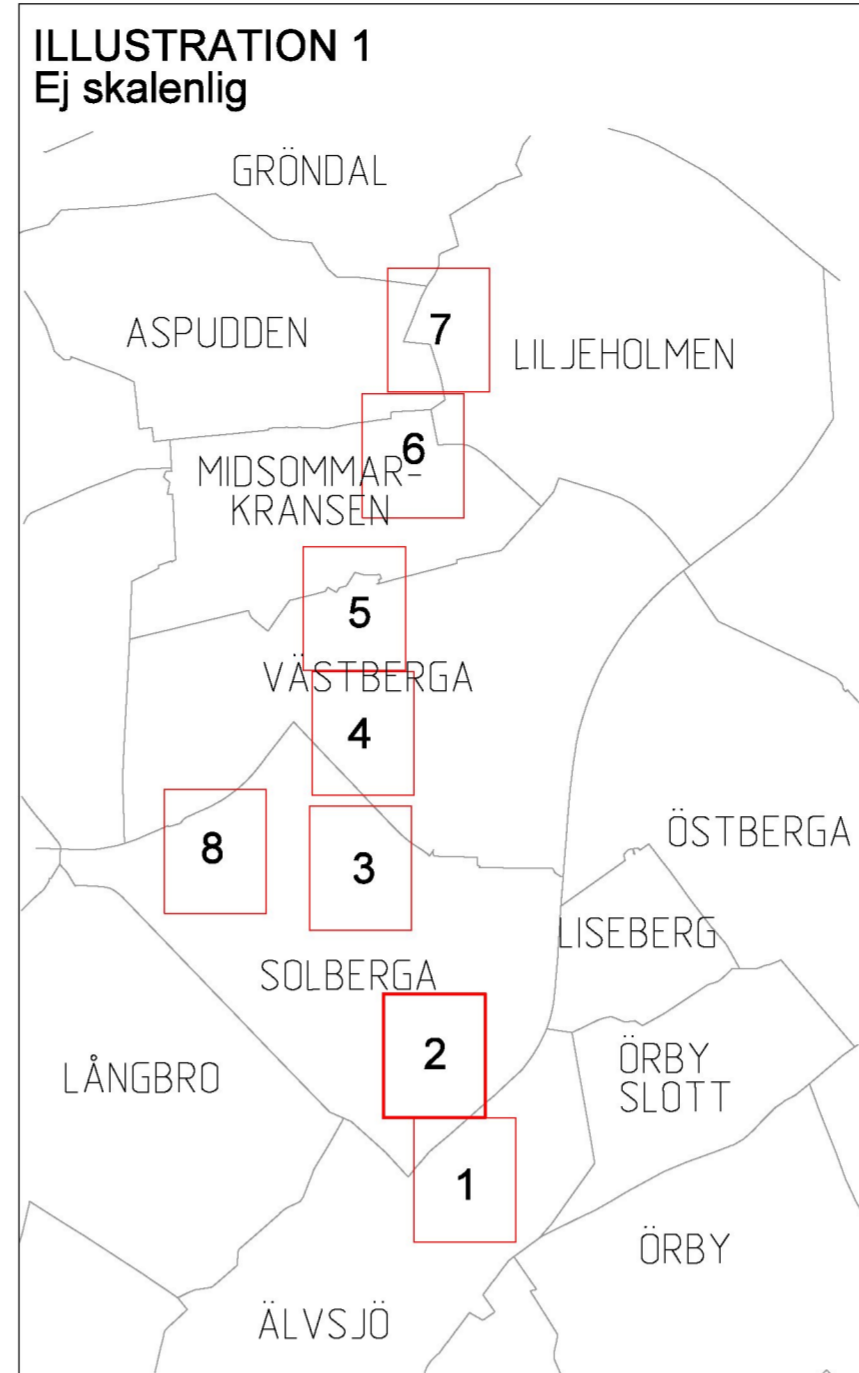 ILLUSTRATION 1
Ej skalenlig
GRÖNDAL
ASPUDDEN
7
LILJEHOLMEN
6
MIDSOMMAR-
KRANSEN
5
VÄSTBERGA
4
8
3
ÖSTBERGA
LISEBERG
SOLBERGA
2
LÅNGBRO
ÖRBY
SLOTT
1
ÖRBY
ÄLVSJÖ